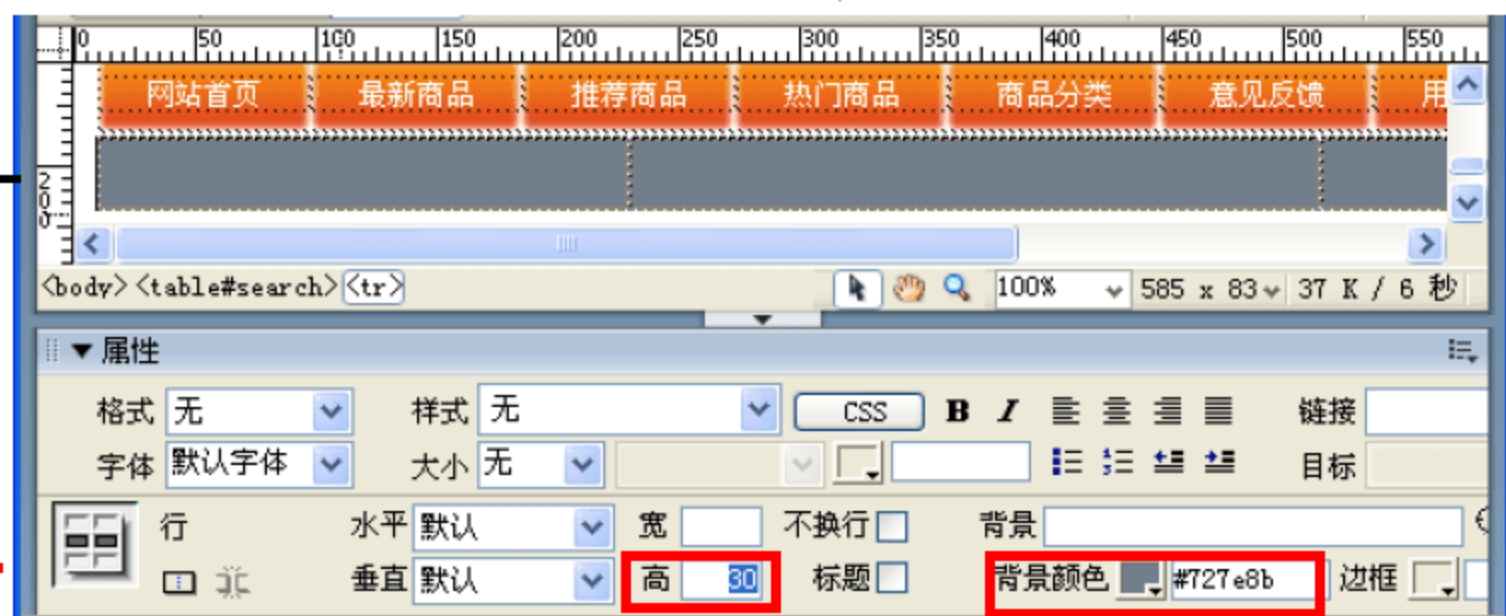 0 50 100 150 200 250 300 350 400 450 500 550
网站首页 最新商品 推荐商品 热门商品 商品分类 意见反馈 用
200
<body> <table#search> <tr> 100% 585 x 83 37 K / 6 秒
属性
格式 无 样式 无 CSS B I 链接
字体 默认字体 大小 无 目标
行 水平 默认 宽 不换行 背景
垂直 默认 高 30 标题 背景颜色 #727e8b 边框